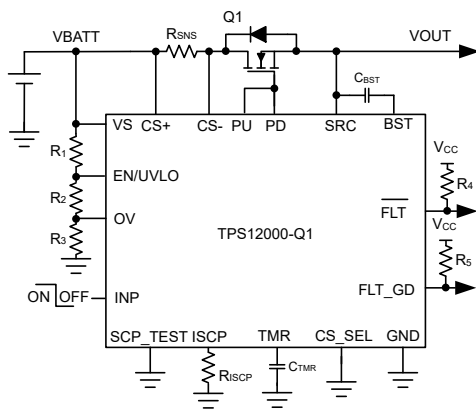 Q1
VBATT
RSNS
VOUT
CBST
VS
CS+
CS-
PU
PD
SRC
BST
R1
EN/UVLO
VCC
R4
R2
FLT
OV
TPS12000-Q1
VCC
R3
R5
ON
OFF
INP
FLT_GD
SCP_TEST
ISCP
TMR
CS_SEL
GND
RISCP
CTMR